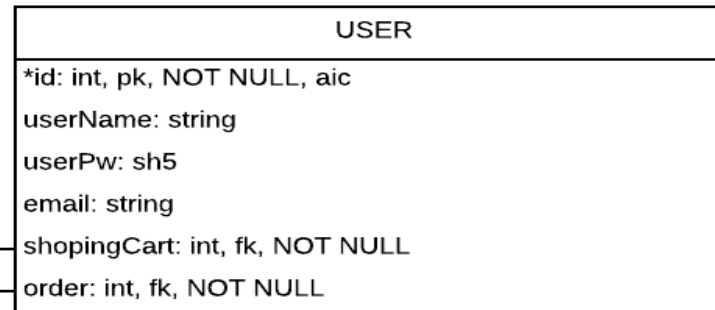 USER
*id: int, pk, NOT NULL, aic
userName: string
userPw: sh5
email: string
shopingCart: int, fk, NOT NULL
order: int, fk, NOT NULL